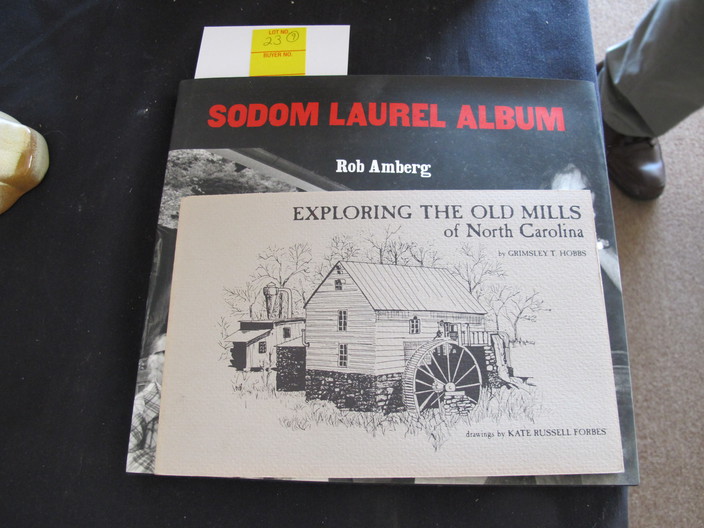 LOT NO.
23 (9)
BUYER NO.
SODOM LAUREL ALBUM
Rob Amberg
EXPLORING THE OLD MILLS
of North Carolina
by GRIMSLEY T. HOBBS
drawings by KATE RUSSELL FORBES